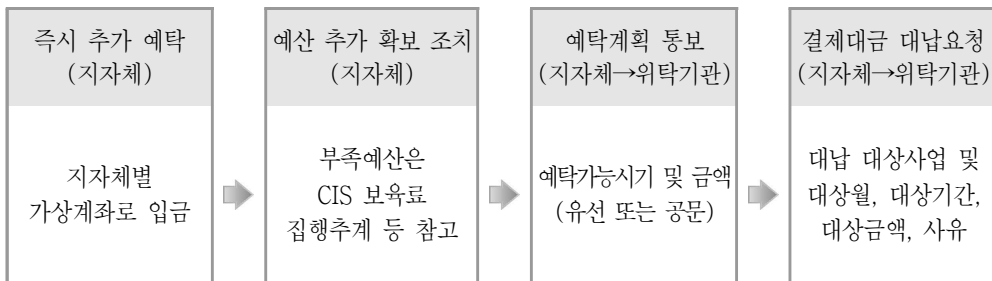 즉시 추가 예탁
(지자체)
지자체별
가상계좌로 입금
예산 추가 확보 조치
(지자체)
부족예산은
CIS 보육료
집행추계 등 참고
예탁계획 통보
(지자체→위탁기관)
예탁가능시기 및 금액
(유선 또는 공문)
결제대금 대납요청
(지자체→위탁기관)
대납 대상사업 및
대상월, 대상기간,
대상금액, 사유